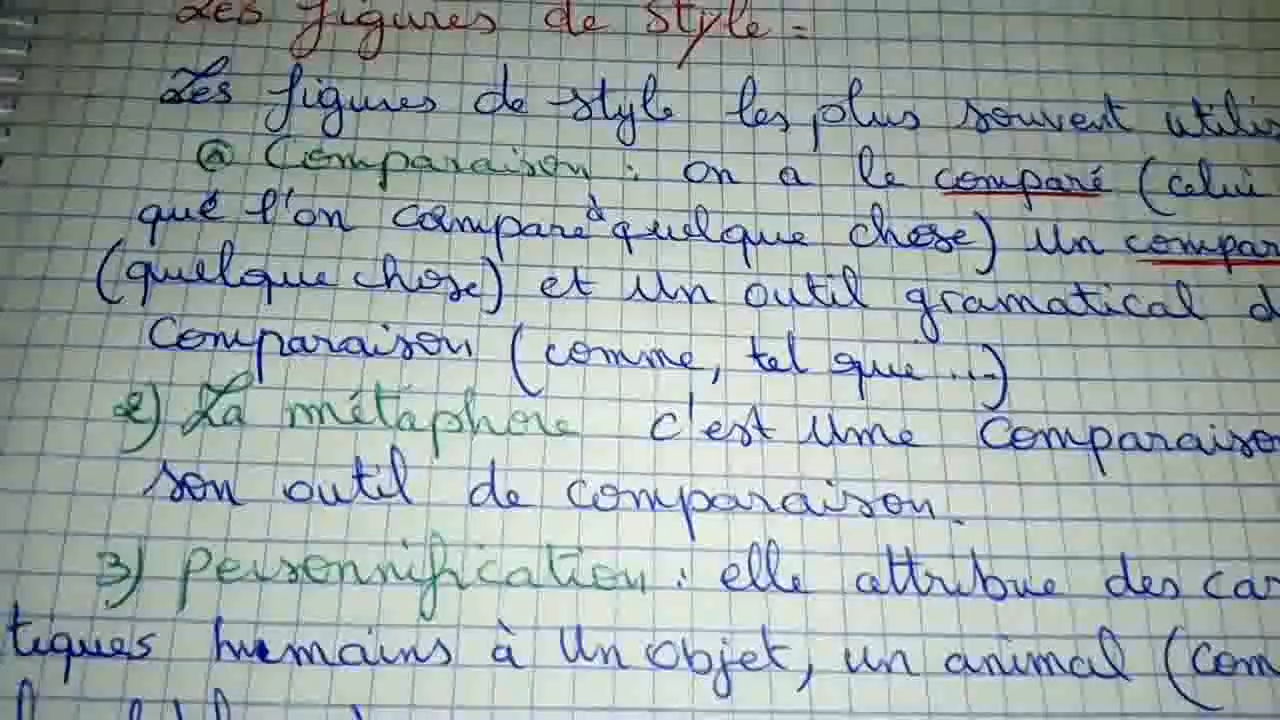 Les figures de style =
Les figures de style les plus souvent utilis
① Comparaison : on a le comparé (celui
que l'on comparé à quelque chose) un compar
(quelque chose) et un outil gramatical d
Comparaison (comme, tel que ...)
2) La métaphore c'est une comparaiso
son outil de comparaison.
3) personnification : elle attribue des car
tiques humains à un objet, un animal (com